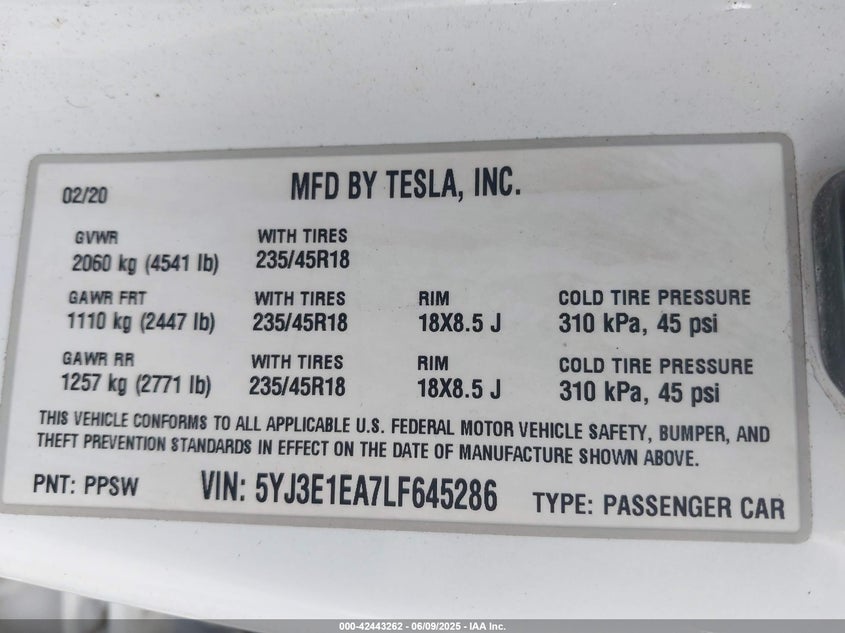 02/20 MFD BY TESLA, INC.
GVWR WITH TIRES
2060 kg (4541 lb) 235/45R18
GAWR FRT WITH TIRES RIM COLD TIRE PRESSURE
1110 kg (2447 lb) 235/45R18 18X8.5 J 310 kPa, 45 psi
GAWR RR WITH TIRES RIM COLD TIRE PRESSURE
1257 kg (2771 lb) 235/45R18 18X8.5 J 310 kPa, 45 psi
THIS VEHICLE CONFORMS TO ALL APPLICABLE U.S. FEDERAL MOTOR VEHICLE SAFETY, BUMPER, AND
THEFT PREVENTION STANDARDS IN EFFECT ON THE DATE OF MANUFACTURE SHOWN ABOVE.
PNT: PPSW VIN: 5YJ3E1EA7LF645286 TYPE: PASSENGER CAR
000-42443262 - 06/09/2025 - IAA Inc.